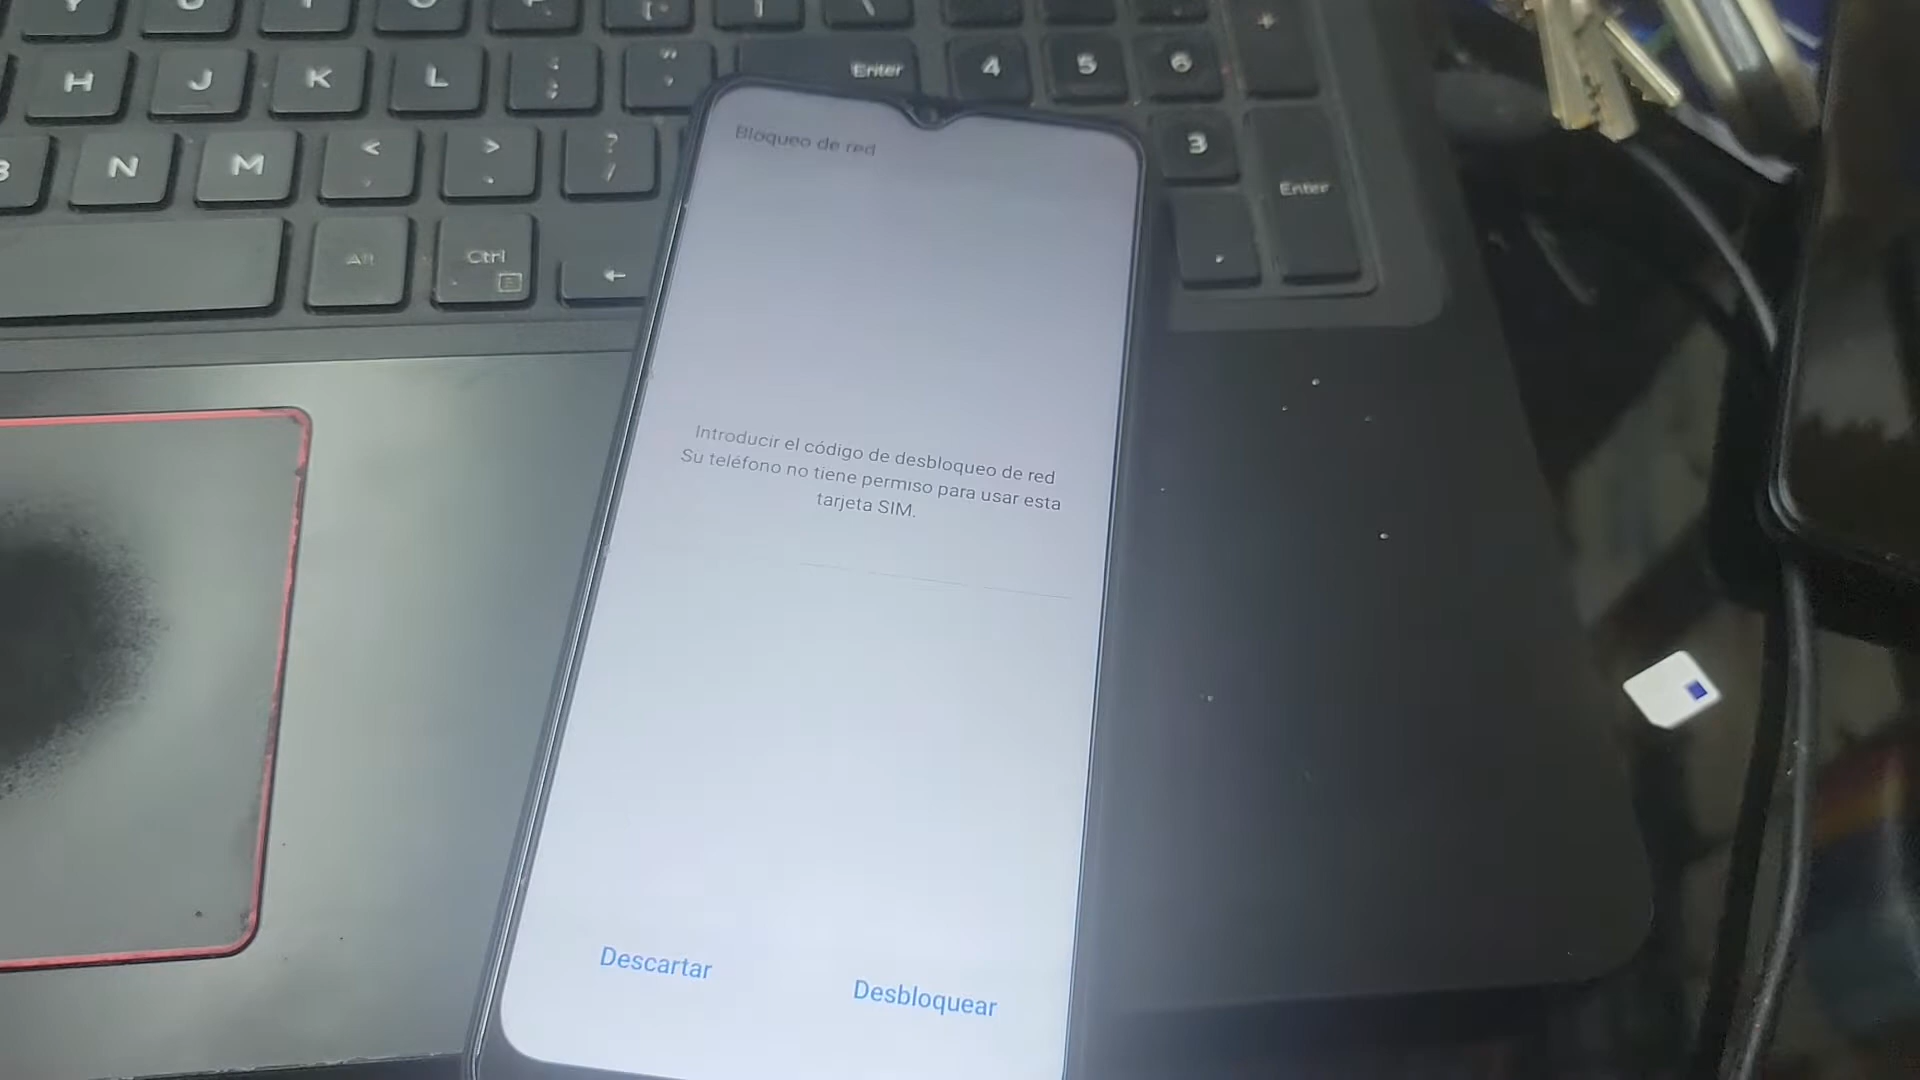 H J K L : ; " ' Enter 4 5 6 +
Bloqueo de red
N M < , > . ? / 3 Enter
Alt Ctrl ← .
Introducir el código de desbloqueo de red
Su teléfono no tiene permiso para usar esta
tarjeta SIM.
Descartar
Desbloquear